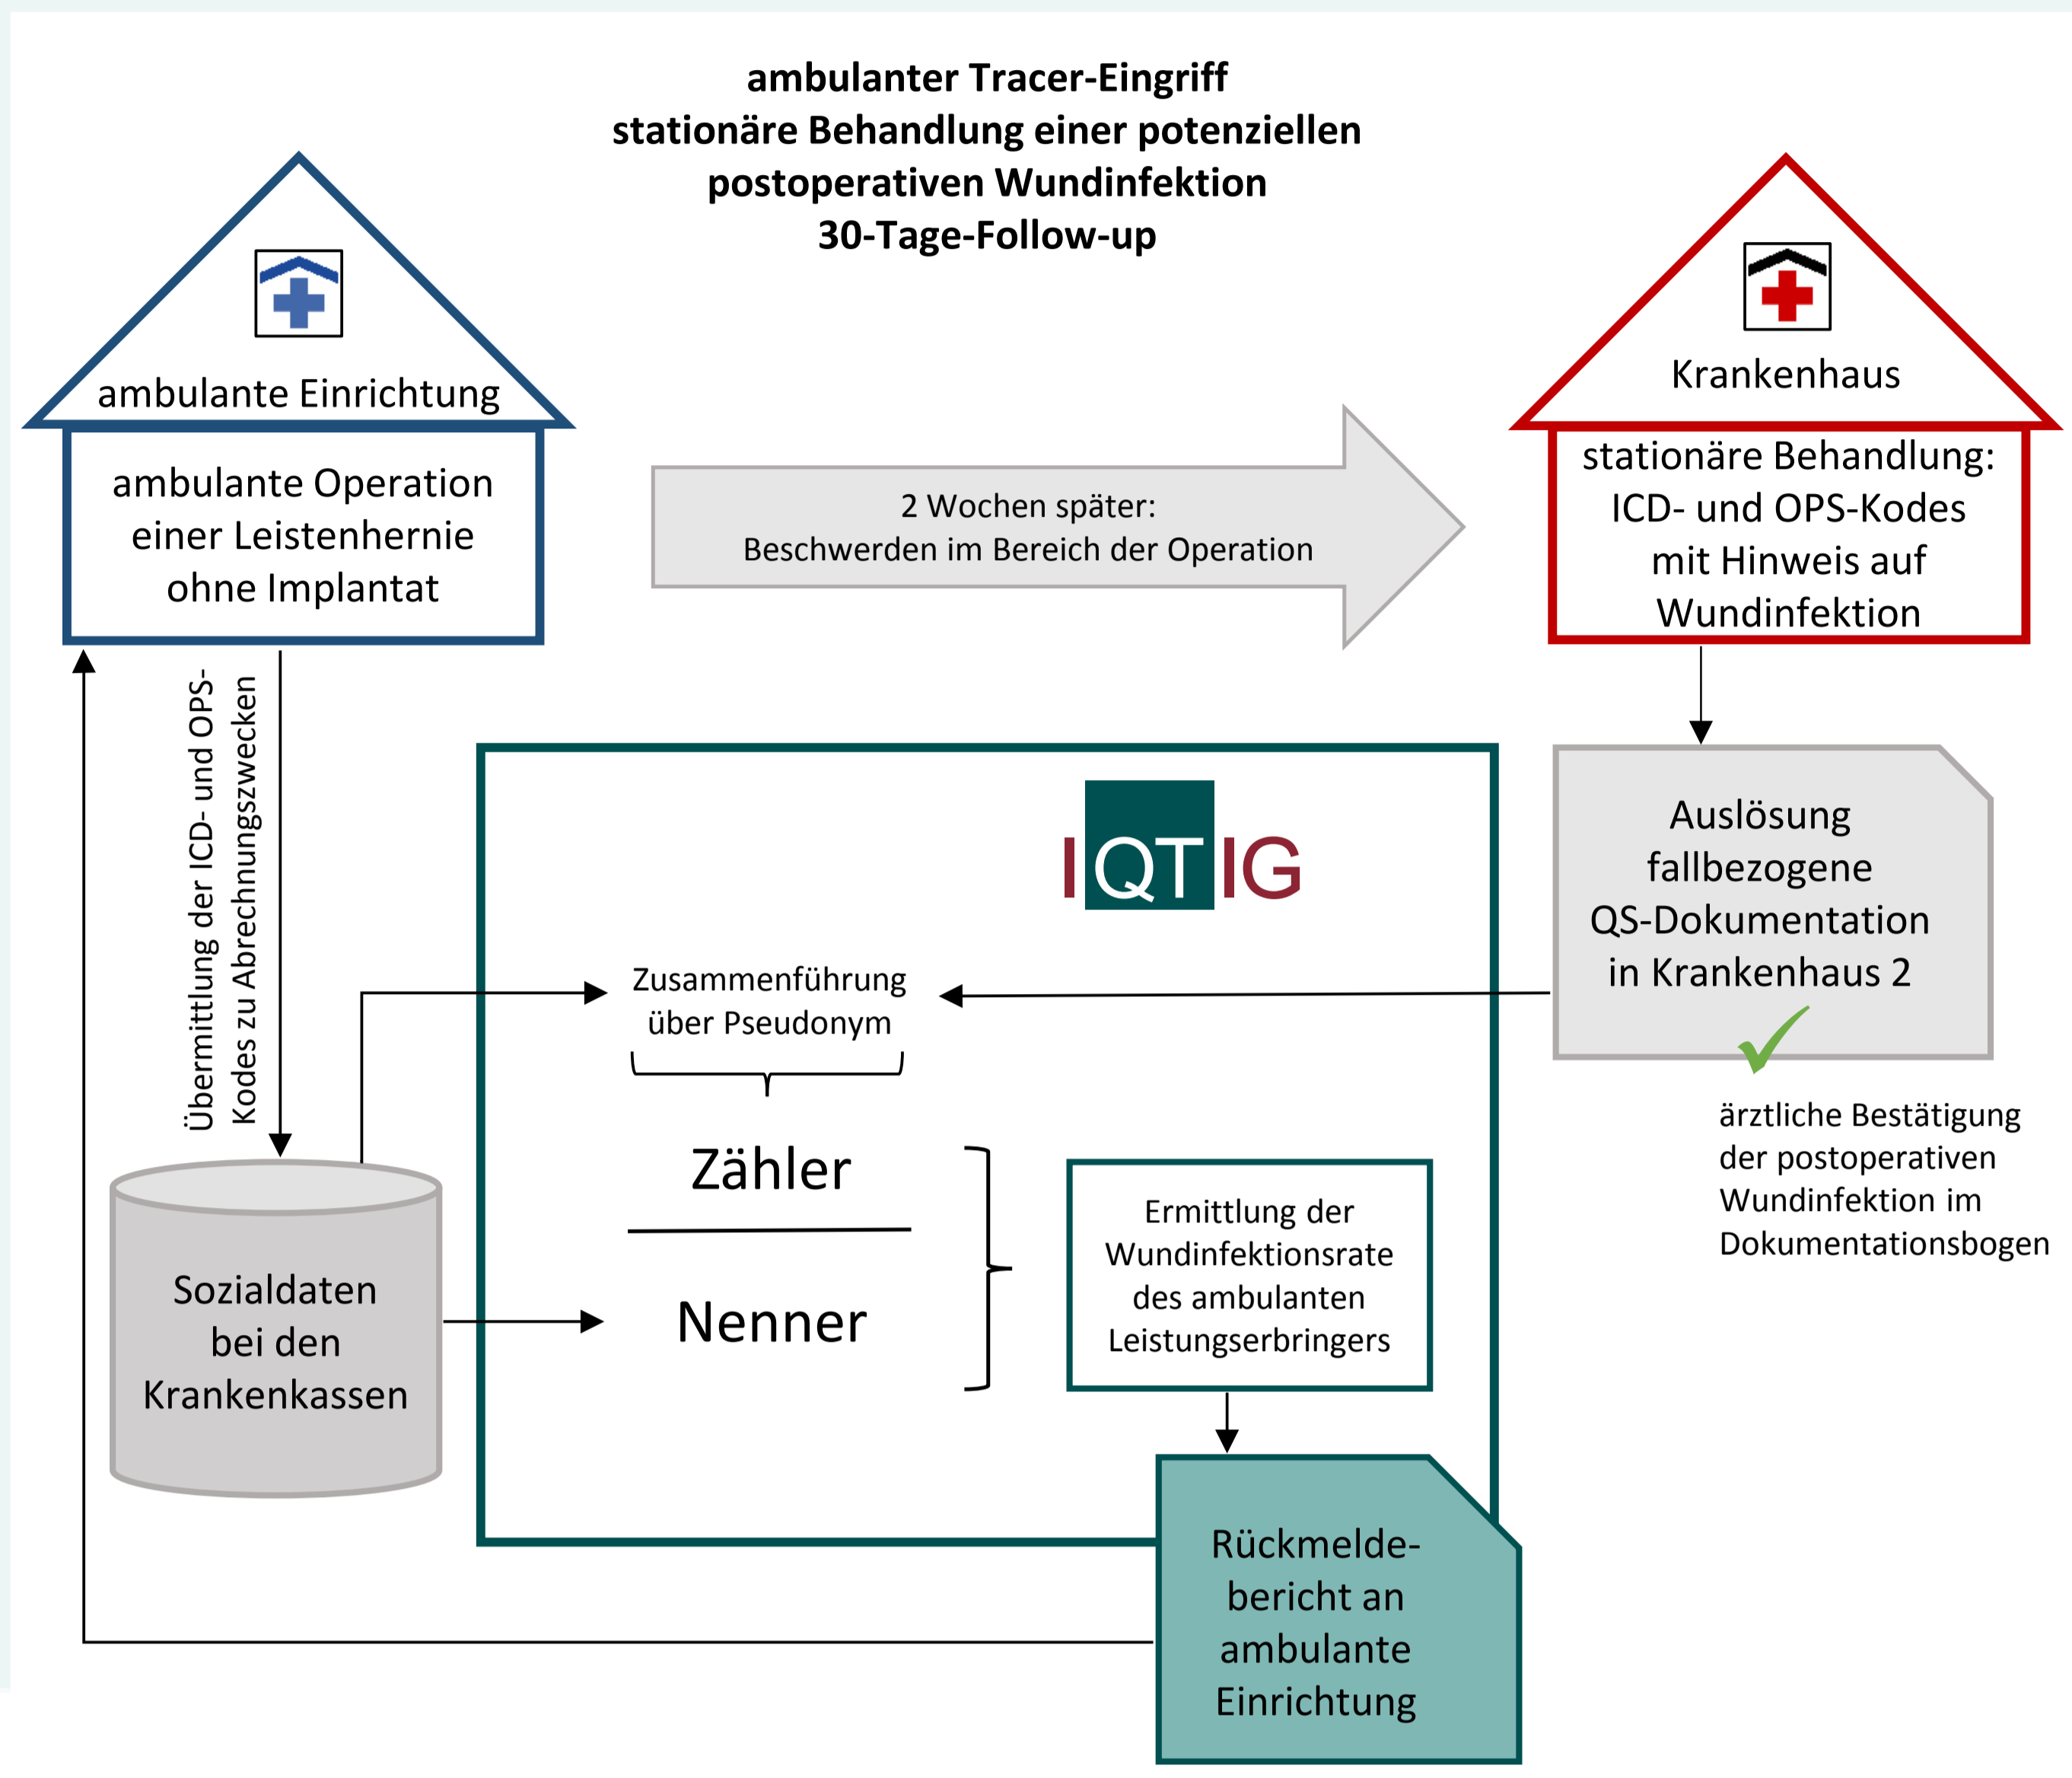 ambulanter Tracer-Eingriff
stationäre Behandlung einer potenziellen
postoperativen Wundinfektion
30-Tage-Follow-up
ambulante Einrichtung
ambulante Operation
einer Leistenhernie
ohne Implantat
2 Wochen später:
Beschwerden im Bereich der Operation
Krankenhaus
stationäre Behandlung:
ICD- und OPS-Kodes
mit Hinweis auf
Wundinfektion
Übermittlung der ICD- und OPS-
Kodes zu Abrechnungszwecken
IQTIG
Auslösung
fallbezogene
QS-Dokumentation
in Krankenhaus 2
ärztliche Bestätigung
der postoperativen
Wundinfektion im
Dokumentationsbogen
Zusammenführung
über Pseudonym
Zähler
Nenner
Sozialdaten
bei den
Krankenkassen
Ermittlung der
Wundinfektionsrate
des ambulanten
Leistungserbringers
Rückmelde-
bericht an
ambulante
Einrichtung